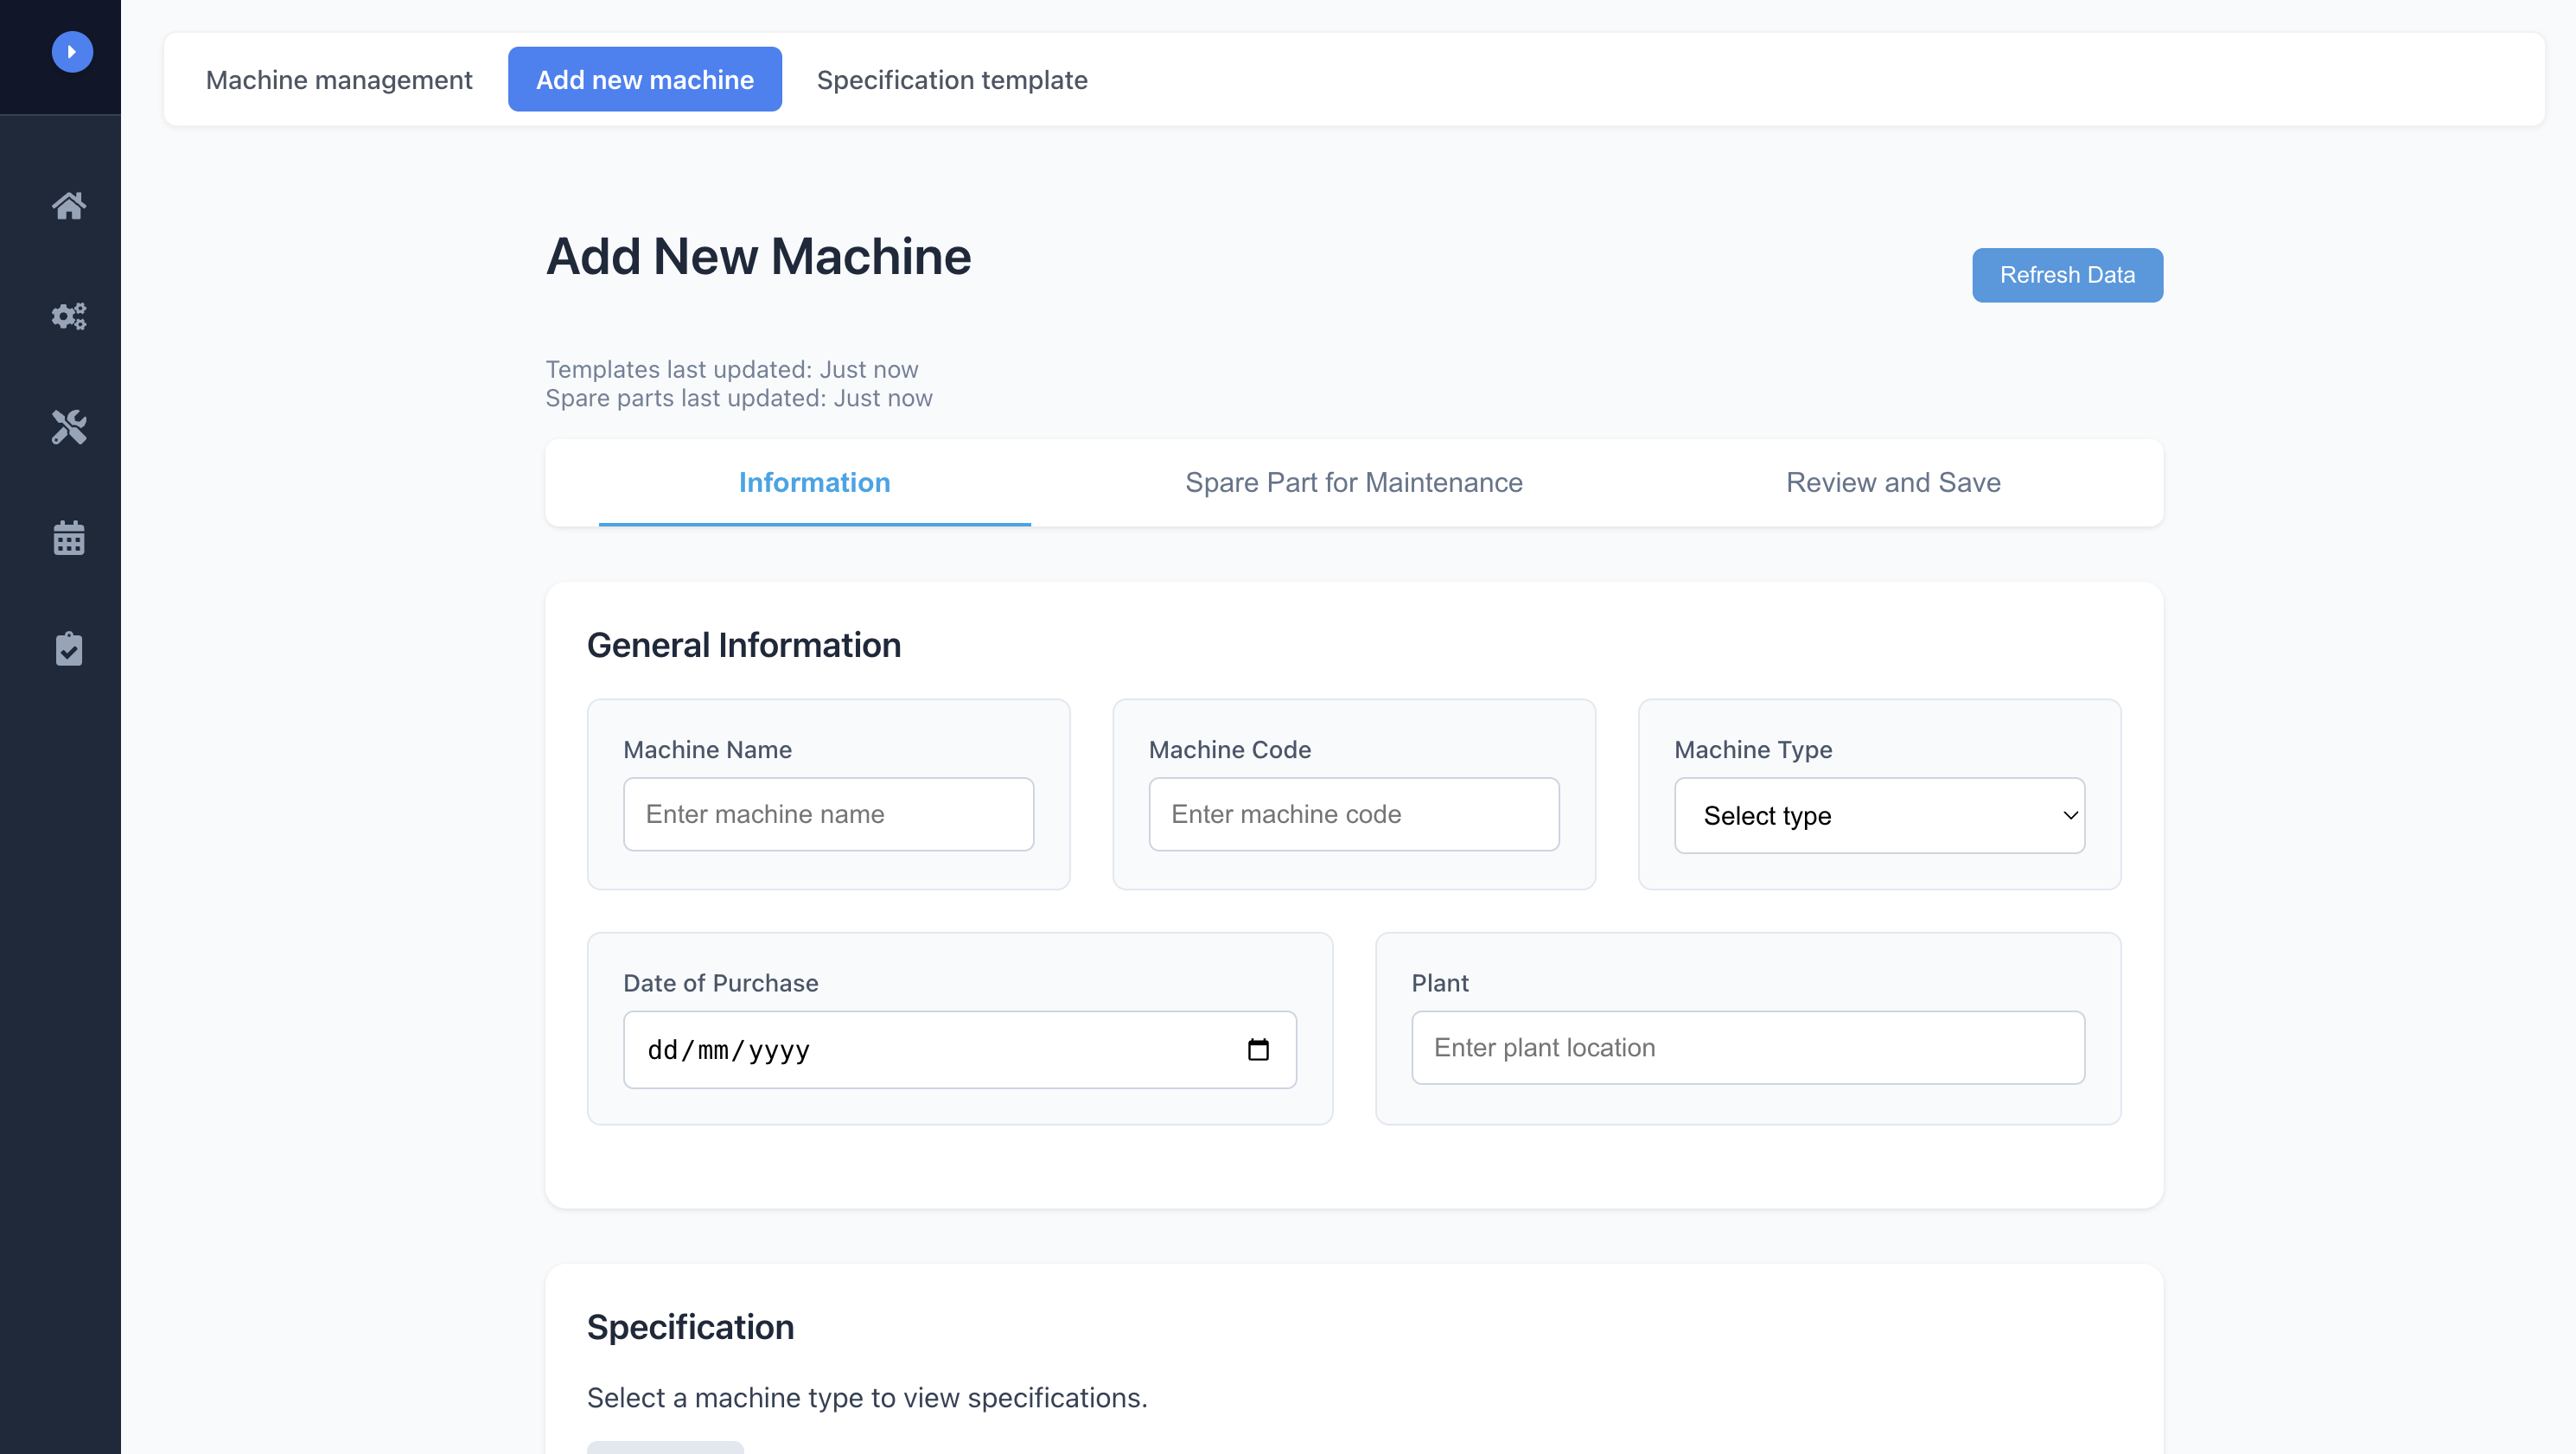 Machine management
Add new machine
Specification template
Add New Machine
Refresh Data
Templates last updated: Just now
Spare parts last updated: Just now
Information
Spare Part for Maintenance
Review and Save
General Information
Machine Name
Machine Code
Machine Type
Enter machine name
Enter machine code
Select type
Date of Purchase
Plant
dd/mm/yyyy
Enter plant location
Specification
Select a machine type to view specifications.